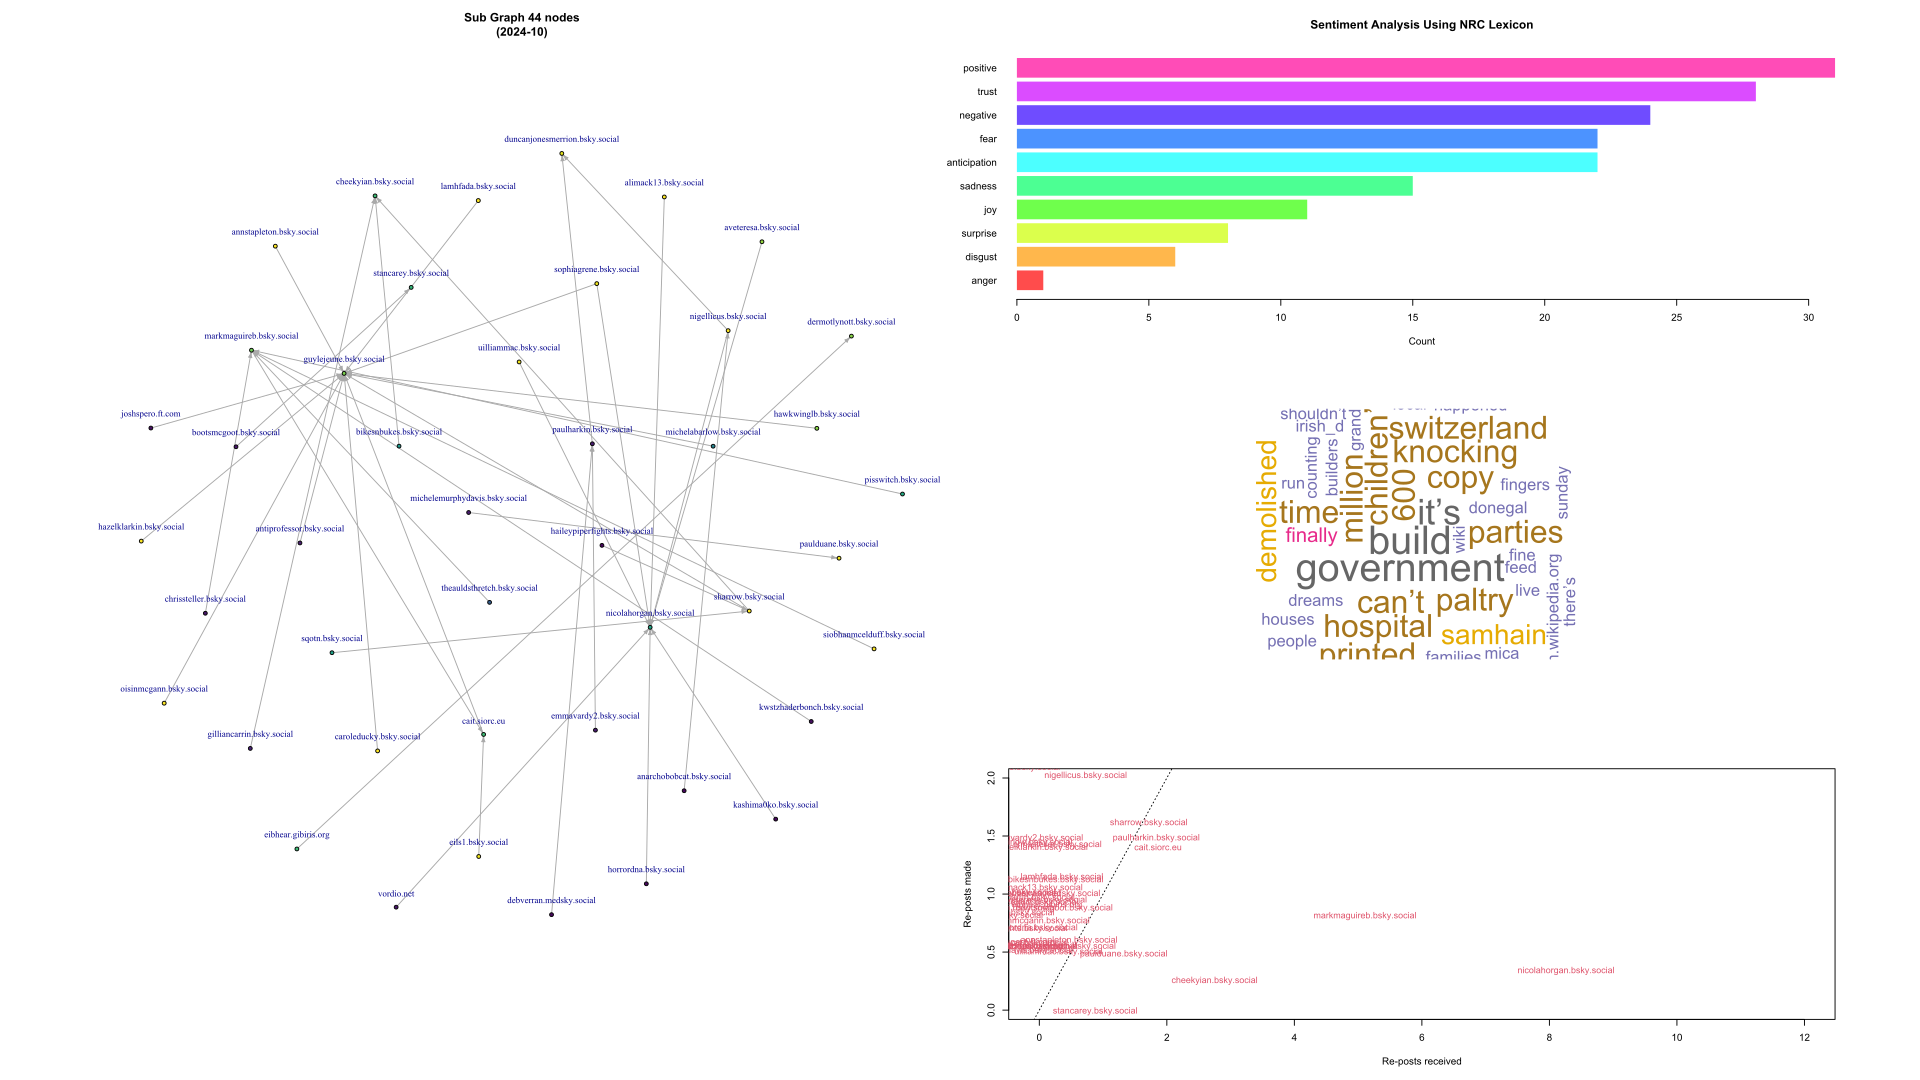 Sub Graph 44 nodes
(2024-10)
duncanjonesmerrion.bsky.social
cheekyian.bsky.social
lamhfada.bsky.social
alimack13.bsky.social
annstapleton.bsky.social
aveteresa.bsky.social
stancarey.bsky.social
sophiagrene.bsky.social
nigellicus.bsky.social
dermotlynott.bsky.social
markmaguireb.bsky.social
uilliammac.bsky.social
guylejeune.bsky.social
joshspero.ft.com
hawkwinglb.bsky.social
bootsmcgoot.bsky.social
bikesnbukes.bsky.social
paulharkin.bsky.social
michelabarlow.bsky.social
pisswitch.bsky.social
michelemurphydavis.bsky.social
hazelklarkin.bsky.social
antiprofessor.bsky.social
haileypiperfights.bsky.social
paulduane.bsky.social
chrissteller.bsky.social
theauldsthretch.bsky.social
sharrow.bsky.social
nicolahorgan.bsky.social
sqotn.bsky.social
siobhanmcelduff.bsky.social
oisinmcgann.bsky.social
kwstzhaderbonch.bsky.social
gilliancarrin.bsky.social
caroleducky.bsky.social
cait.siorc.eu
emmavardy2.bsky.social
anarchobobcat.bsky.social
kashima0ko.bsky.social
eibhear.gibiris.org
eifs1.bsky.social
horrordna.bsky.social
vordio.net
debverran.medsky.social
Sentiment Analysis Using NRC Lexicon
positive
trust
negative
fear
anticipation
sadness
joy
surprise
disgust
anger
0 5 10 15 20 25 30
Count
shouldn't
irish_d
grand
children
switzerland
knocking
demolished
counting
builders
million
600
copy
run
fingers
sunday
time
it's
donegal
finally
build
wiki
parties
government
fine
feed
live
n.wikipedia.org
there's
dreams
can't
paltry
houses
hospital
samhain
people
printed
families
mica
nigellicus.bsky.social
sharrow.bsky.social
paulharkin.bsky.social
cait.siorc.eu
markmaguireb.bsky.social
paulduane.bsky.social
nicolahorgan.bsky.social
cheekyian.bsky.social
stancarey.bsky.social
0.0 0.5 1.0 1.5 2.0
Re-posts made
0 2 4 6 8 10 12
Re-posts received